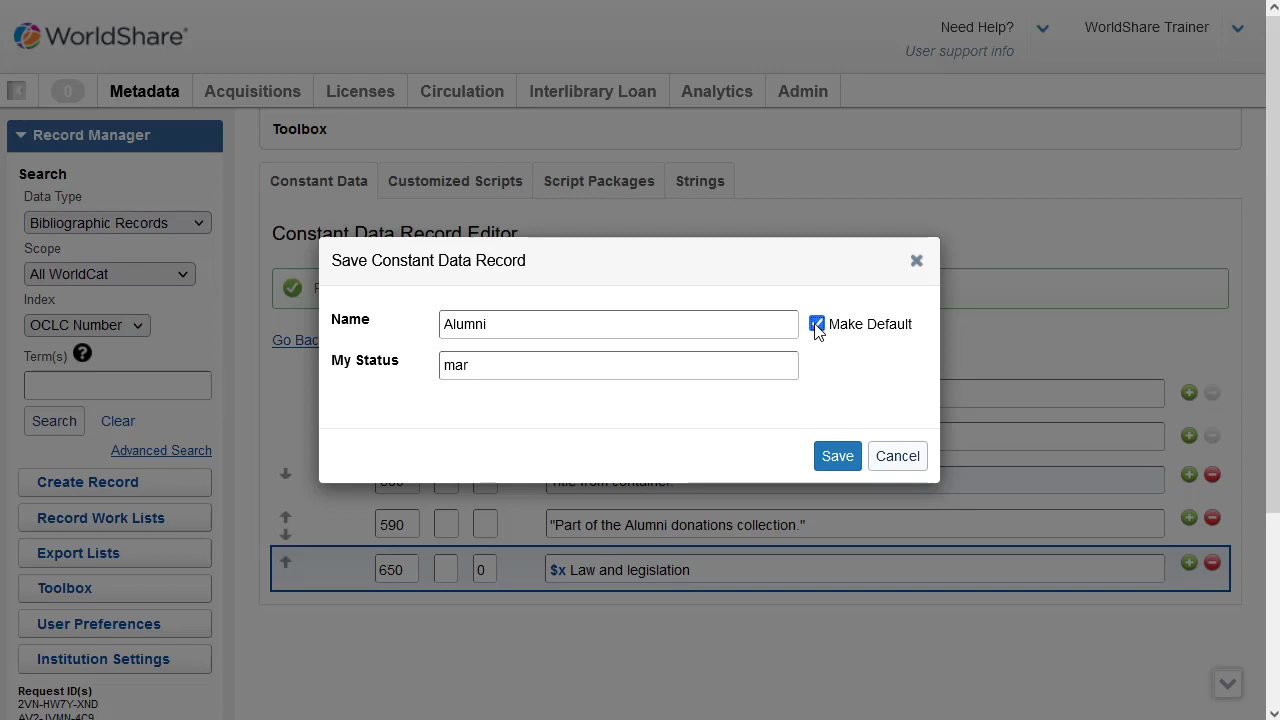 WorldShare®
Need Help?
User support info
WorldShare Trainer
0
Metadata
Acquisitions
Licenses
Circulation
Interlibrary Loan
Analytics
Admin
Record Manager
Search
Data Type
Bibliographic Records
Scope
All WorldCat
Index
OCLC Number
Term(s) ?
Search
Clear
Advanced Search
Create Record
Record Work Lists
Export Lists
Toolbox
User Preferences
Institution Settings
Request ID(s)
2VN-HW7Y-XND
Toolbox
Constant Data
Customized Scripts
Script Packages
Strings
Constant Data Record Editor
Go Bac
Save Constant Data Record
Name
Alumni
Make Default
My Status
mar
Save
Cancel
Title from container.
590
"Part of the Alumni donations collection."
650
0
$x Law and legislation